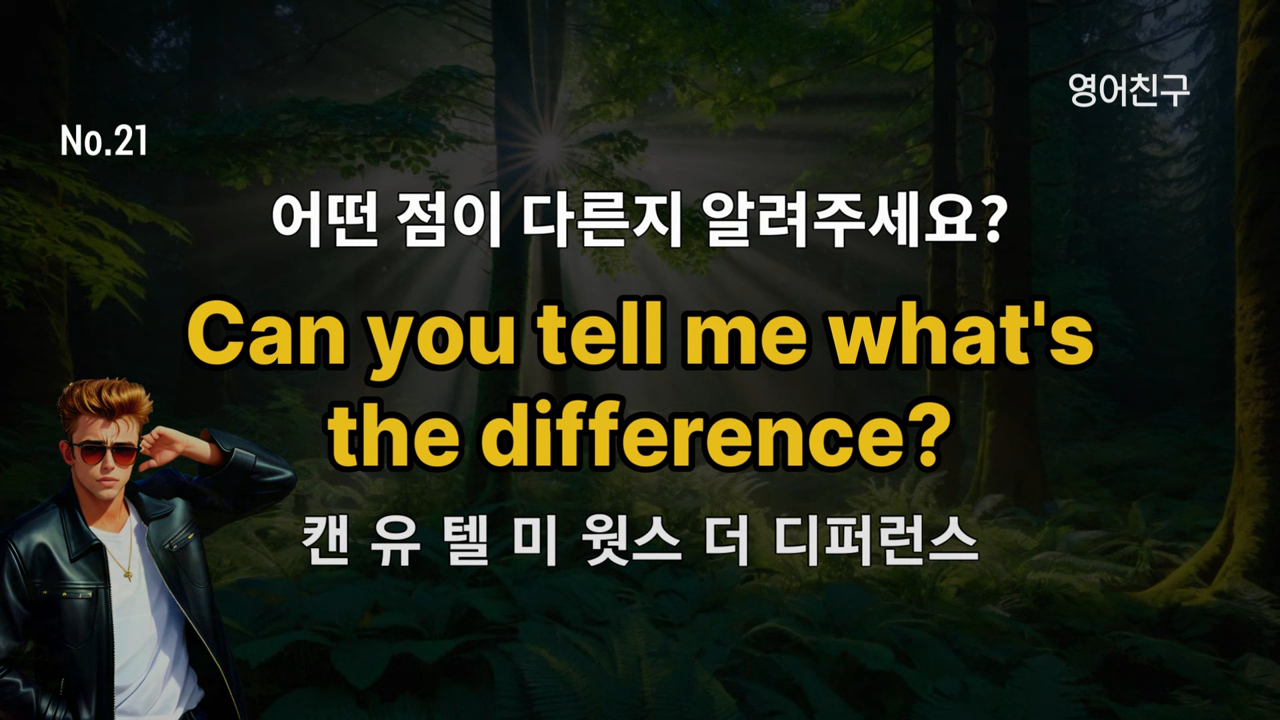 영어친구
No.21
어떤 점이 다른지 알려주세요?
Can you tell me what's
the difference?
캔 유 텔 미 웟스 더 디퍼런스